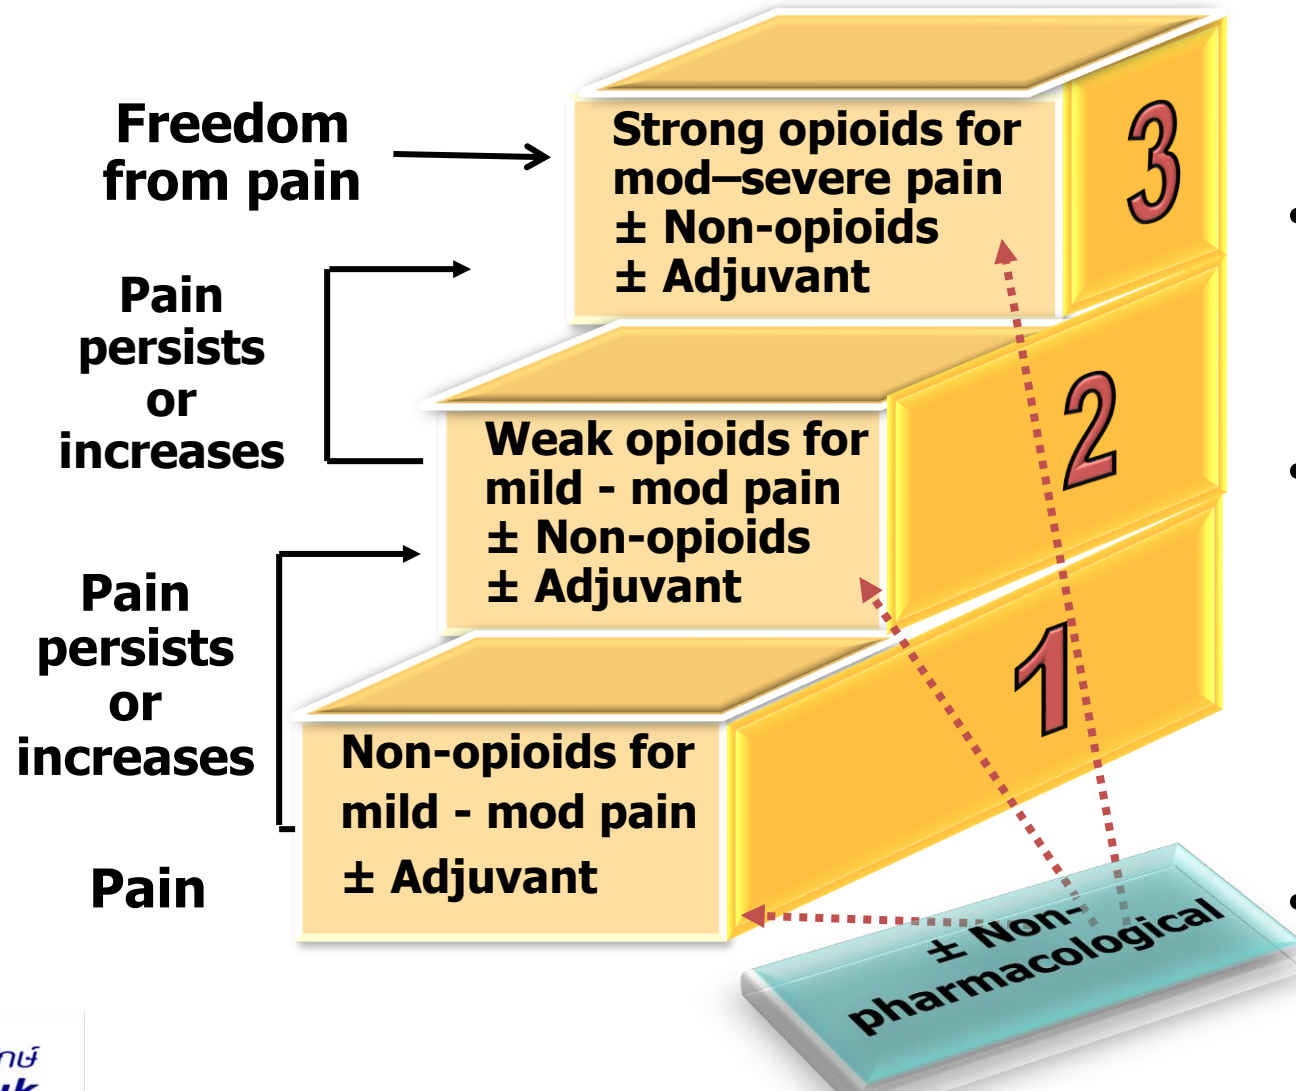 Freedom
from pain
Strong opioids for
mod–severe pain
± Non-opioids
± Adjuvant
3
Pain
persists
or
increases
Weak opioids for
mild - mod pain
± Non-opioids
± Adjuvant
2
Pain
persists
or
increases
Non-opioids for
mild - mod pain
± Adjuvant
1
Pain
± Non-
pharmacological